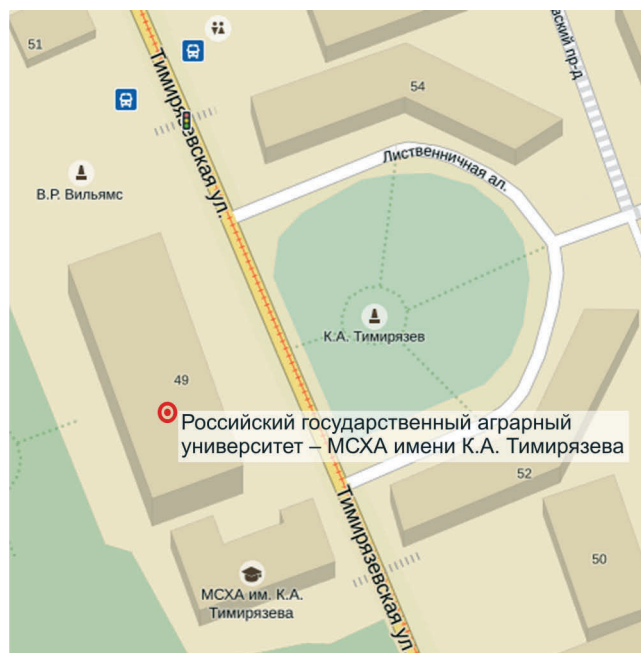 51
54
вский пр-д
Тимирязевская ул.
Лиственничная ал.
В.Р. Вильямс
К.А. Тимирязев
49
Российский государственный аграрный
университет – МСХА имени К.А. Тимирязева
52
Тимирязевская ул
50
МСХА им. К.А.
Тимирязева